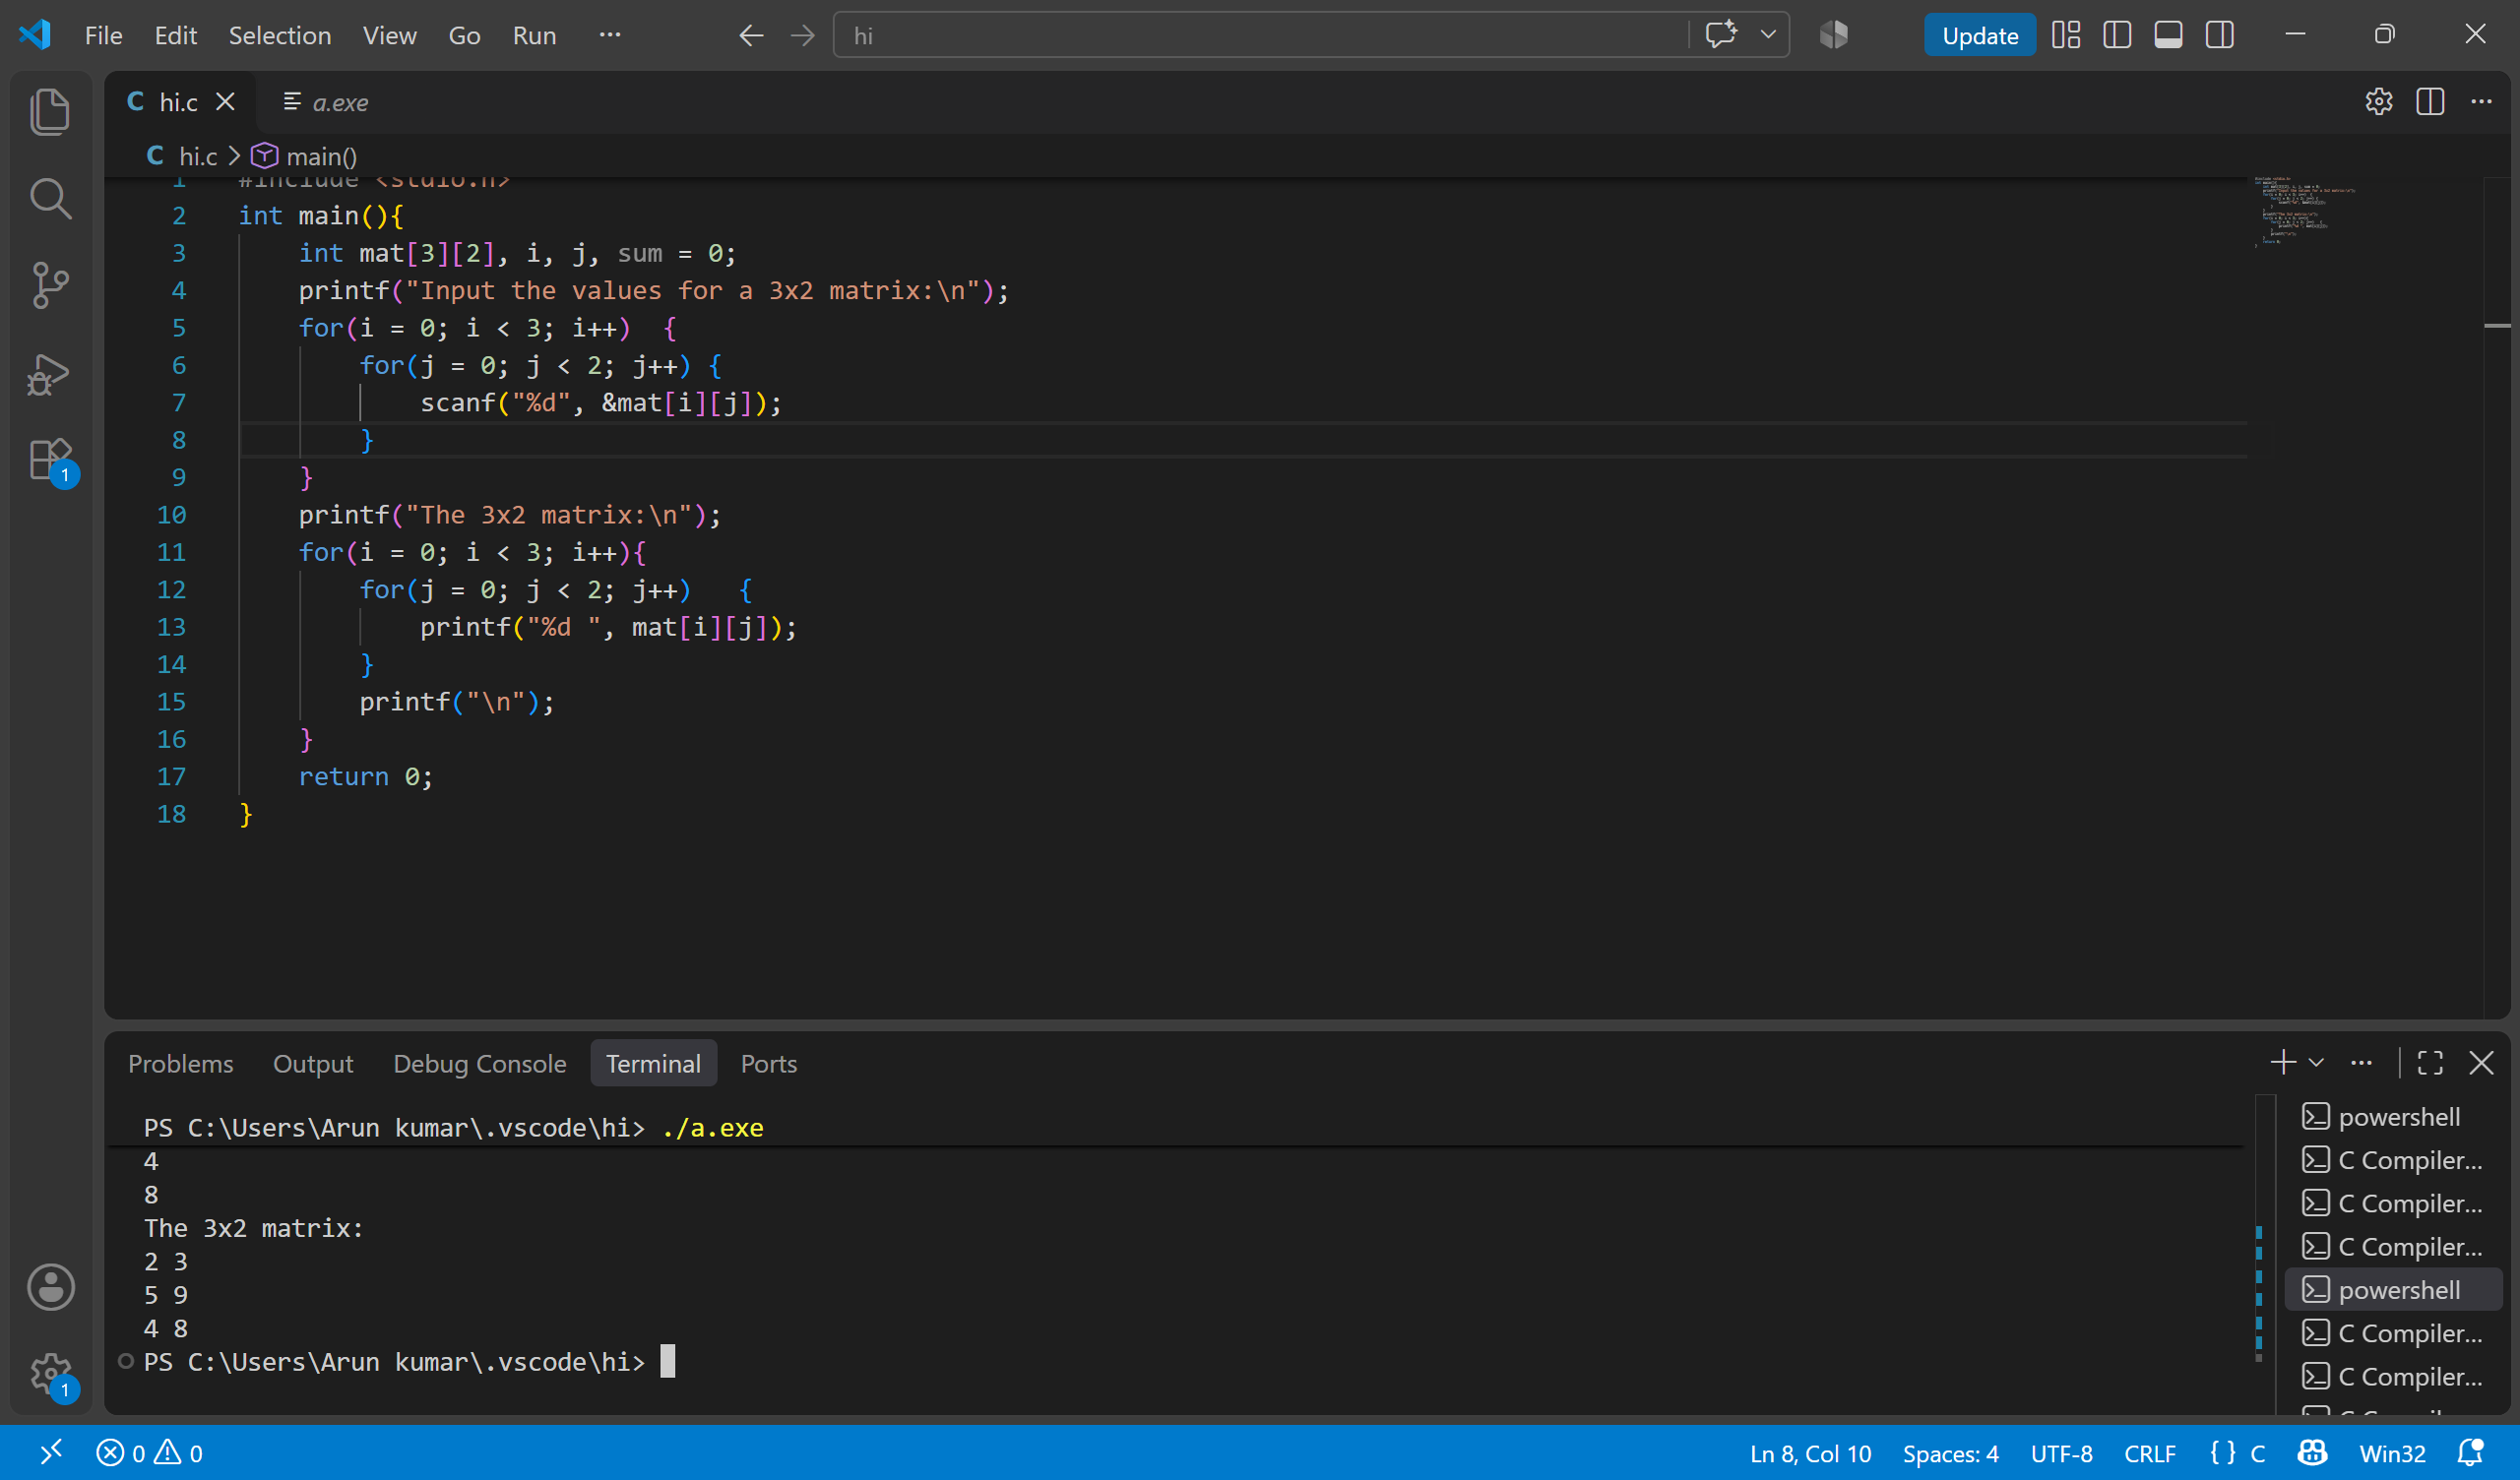 File Edit Selection View Go Run ··· hi Update
C hi.c a.exe
C hi.c > main()
1 #include <stdio.h>
2 int main(){
3     int mat[3][2], i, j, sum = 0;
4     printf("Input the values for a 3x2 matrix:\n");
5     for(i = 0; i < 3; i++)  {
6         for(j = 0; j < 2; j++) {
7             scanf("%d", &mat[i][j]);
8         }
9     }
10     printf("The 3x2 matrix:\n");
11     for(i = 0; i < 3; i++){
12         for(j = 0; j < 2; j++)   {
13             printf("%d ", mat[i][j]);
14         }
15         printf("\n");
16     }
17     return 0;
18 }
1
Problems Output Debug Console Terminal Ports
PS C:\Users\Arun kumar\.vscode\hi> ./a.exe
4
8
The 3x2 matrix:
2 3
5 9
4 8
PS C:\Users\Arun kumar\.vscode\hi>
powershell
C Compiler...
C Compiler...
C Compiler...
powershell
C Compiler...
C Compiler...
1
0 0 Ln 8, Col 10 Spaces: 4 UTF-8 CRLF {} C Win32